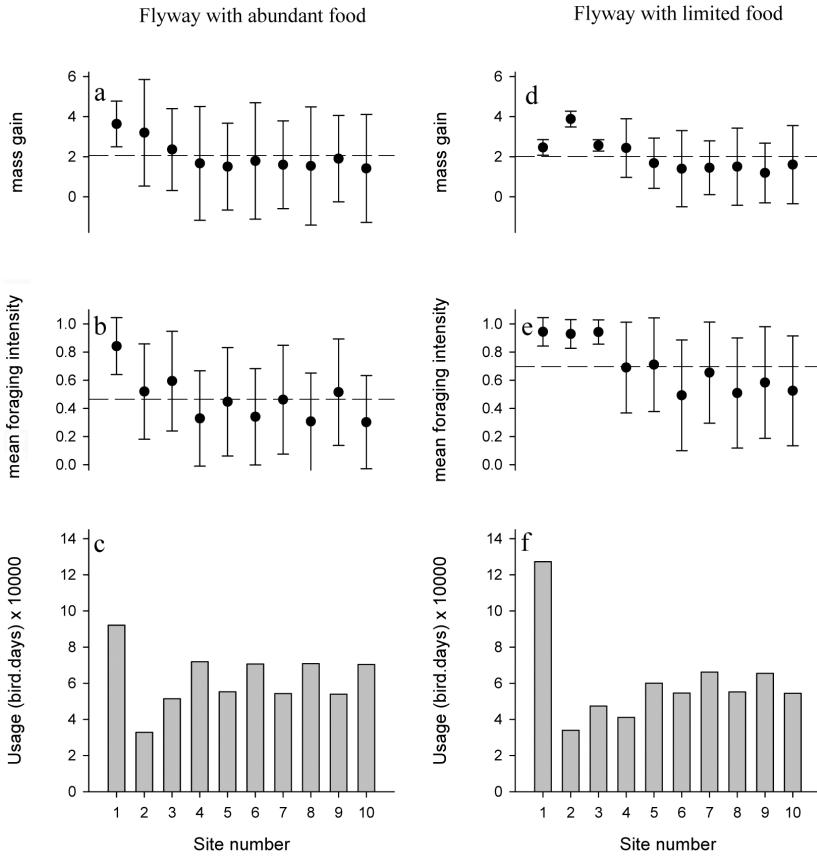 Flyway with abundant food
Flyway with limited food
a
mass gain
6
4
2
0
d
mass gain
6
4
2
0
b
mean foraging intensity
1.0
0.8
0.6
0.4
0.2
0.0
e
mean foraging intensity
1.0
0.8
0.6
0.4
0.2
0.0
c
Usage (bird.days) x 10000
14
12
10
8
6
4
2
0
1 2 3 4 5 6 7 8 9 10
Site number
f
Usage (bird.days) x 10000
14
12
10
8
6
4
2
0
1 2 3 4 5 6 7 8 9 10
Site number